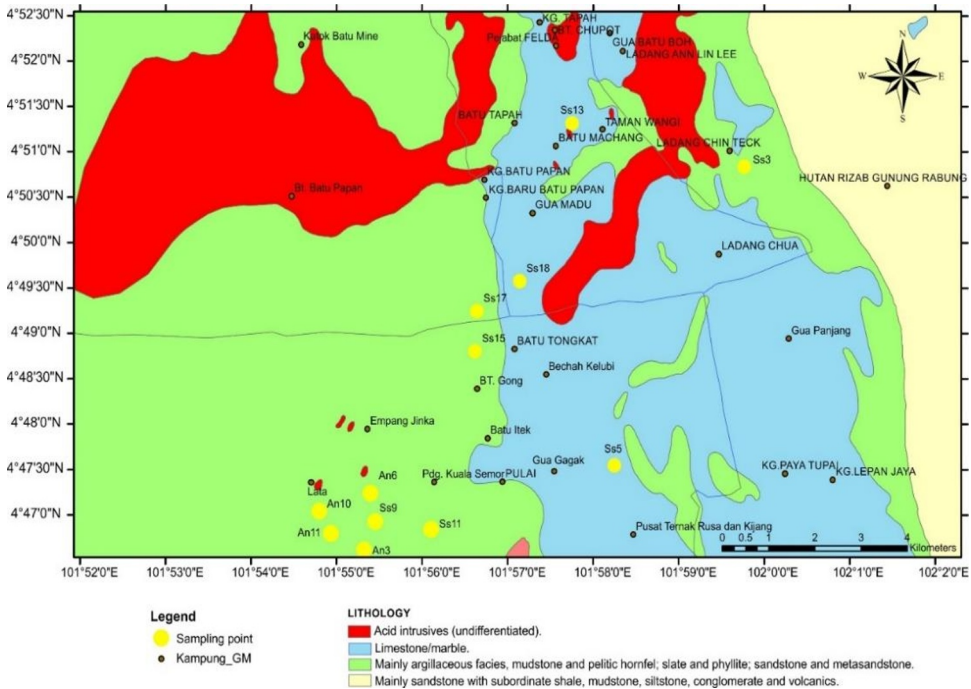 4°52'30"N
4°52'0"N
4°51'30"N
4°51'0"N
4°50'30"N
4°50'0"N
4°49'30"N
4°49'0"N
4°48'30"N
4°48'0"N
4°47'30"N
4°47'0"N
KG. TAPAH
Katok Batu Mine
BT. CHUPOT
Pejabat FELDA
GUA BATU BOH
LADANG ANN LIN LEE
N
W
E
S
Ss13
BATU TAPAH
TAMAN WANGI
BATU MACHANG
LADANG CHIN TECK
Ss3
KG.BATU PAPAN
HUTAN RIZAB GUNUNG RABUNG
Bt. Batu Papan
KG.BARU BATU PAPAN
GUA MADU
LADANG CHUA
Ss18
Ss17
Ss15
BATU TONGKAT
Gua Panjang
Bechah Kelubi
BT. Gong
Empang Jinka
Batu Itek
Ss5
Gua Gagak
KG.PAYA TUPAI
KG.LEPAN JAYA
An6
Pdg. Kuala Semor
PULAI
Lata
An10
Ss9
An11
Ss11
An3
Pusat Ternak Rusa dan Kijang
0 0.5 1 2 3 4
Kilometers
101°52'0"E 101°53'0"E 101°54'0"E 101°55'0"E 101°56'0"E 101°57'0"E 101°58'0"E 101°59'0"E 102°0'0"E 102°1'0"E 102°2'0"E
Legend
Sampling point
Kampung_GM
LITHOLOGY
Acid intrusives (undifferentiated).
Limestone/marble.
Mainly argillaceous facies, mudstone and pelitic hornfel; slate and phyllite; sandstone and metasandstone.
Mainly sandstone with subordinate shale, mudstone, siltstone, conglomerate and volcanics.